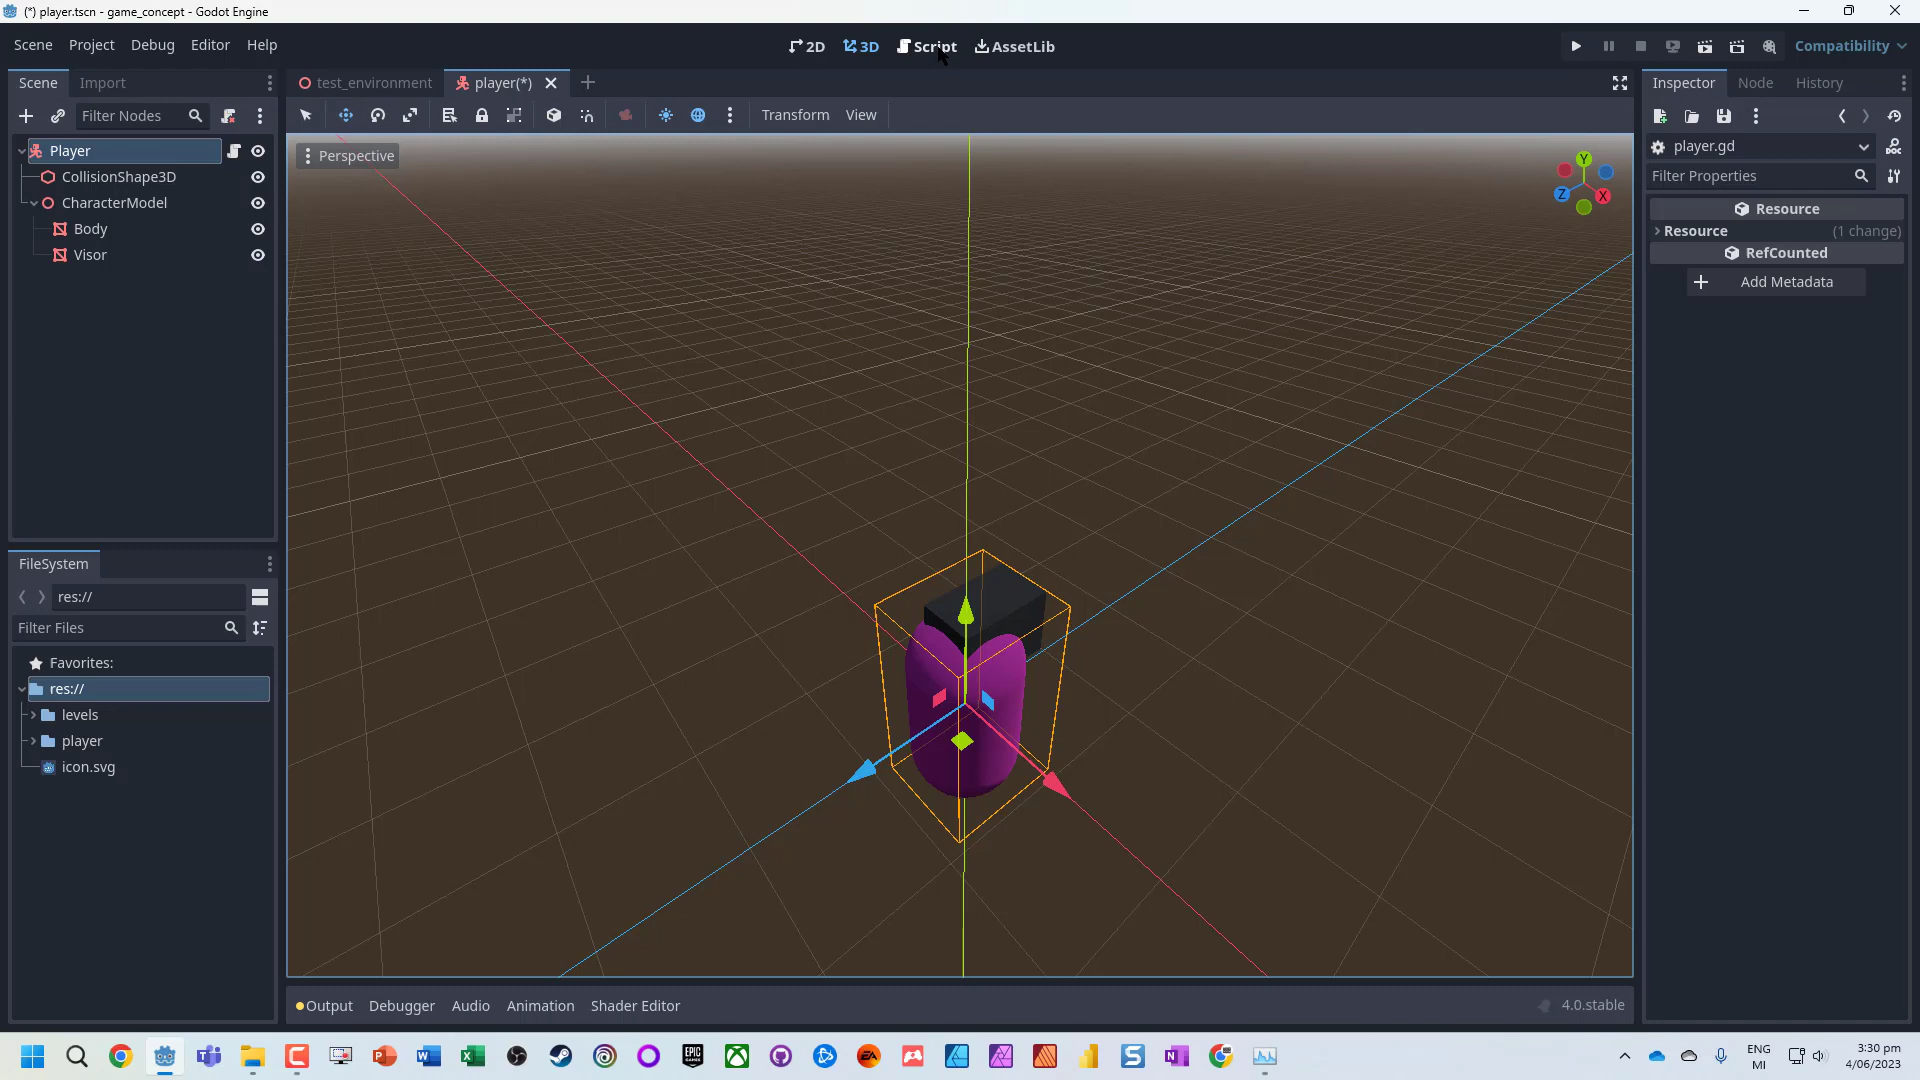 (*) player.tscn - game_concept - Godot Engine
Scene Project Debug Editor Help
2D 3D Script AssetLib
Compatibility
Scene Import
test_environment player(*)
Inspector Node History
Filter Nodes
Transform View
Player
CollisionShape3D
CharacterModel
Body
Visor
Perspective
Y
Z
X
player.gd
Filter Properties
Resource
Resource (1 change)
RefCounted
Add Metadata
FileSystem
res://
Filter Files
Favorites:
res://
levels
player
icon.svg
Output Debugger Audio Animation Shader Editor
4.0.stable
ENG
MI
3:30 pm
4/06/2023